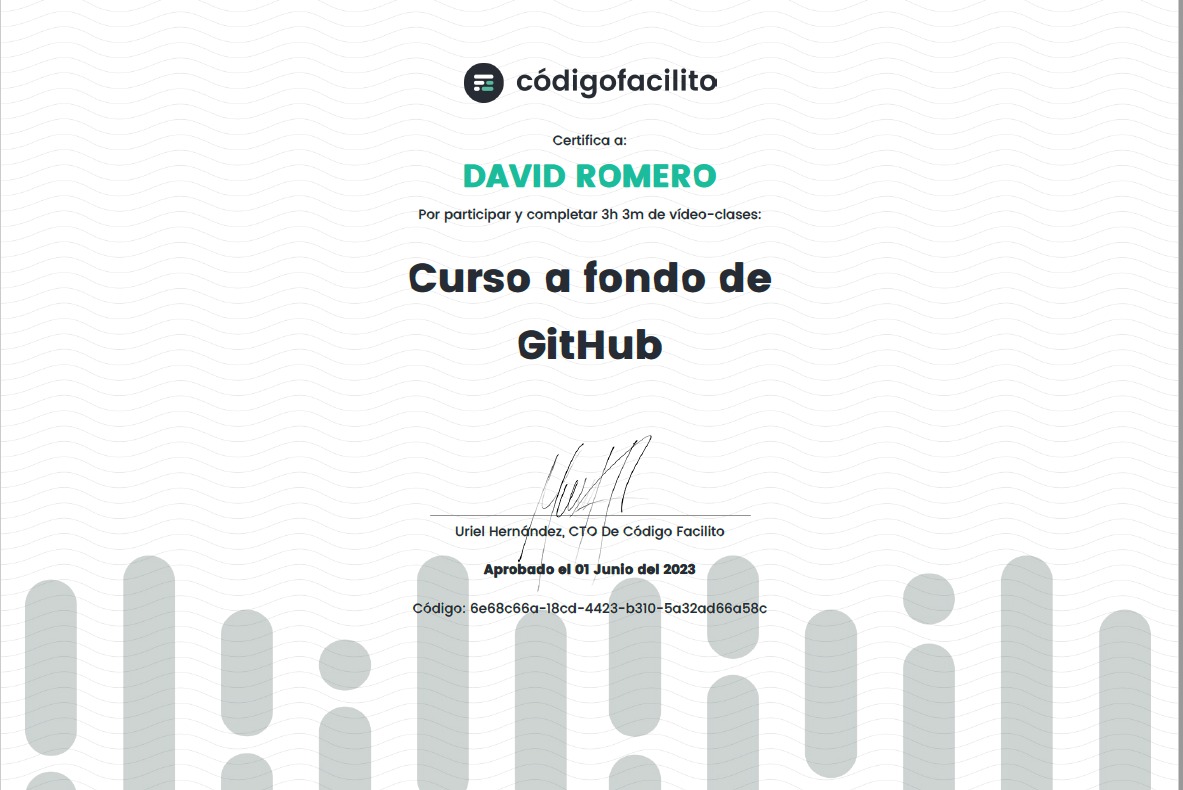 códigofacilito
Certifica a:
DAVID ROMERO
Por participar y completar 3h 3m de vídeo-clases:
Curso a fondo de
GitHub
Uriel Hernández, CTO De Código Facilito
Aprobado el 01 Junio del 2023
Código: 6e68c66a-18cd-4423-b310-5a32ad66a58c